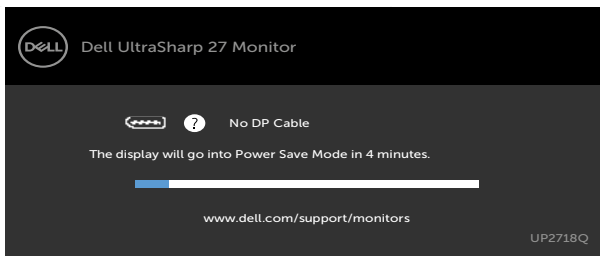 DELL
Dell UltraSharp 27 Monitor
? No DP Cable
The display will go into Power Save Mode in 4 minutes.
www.dell.com/support/monitors
UP2718Q